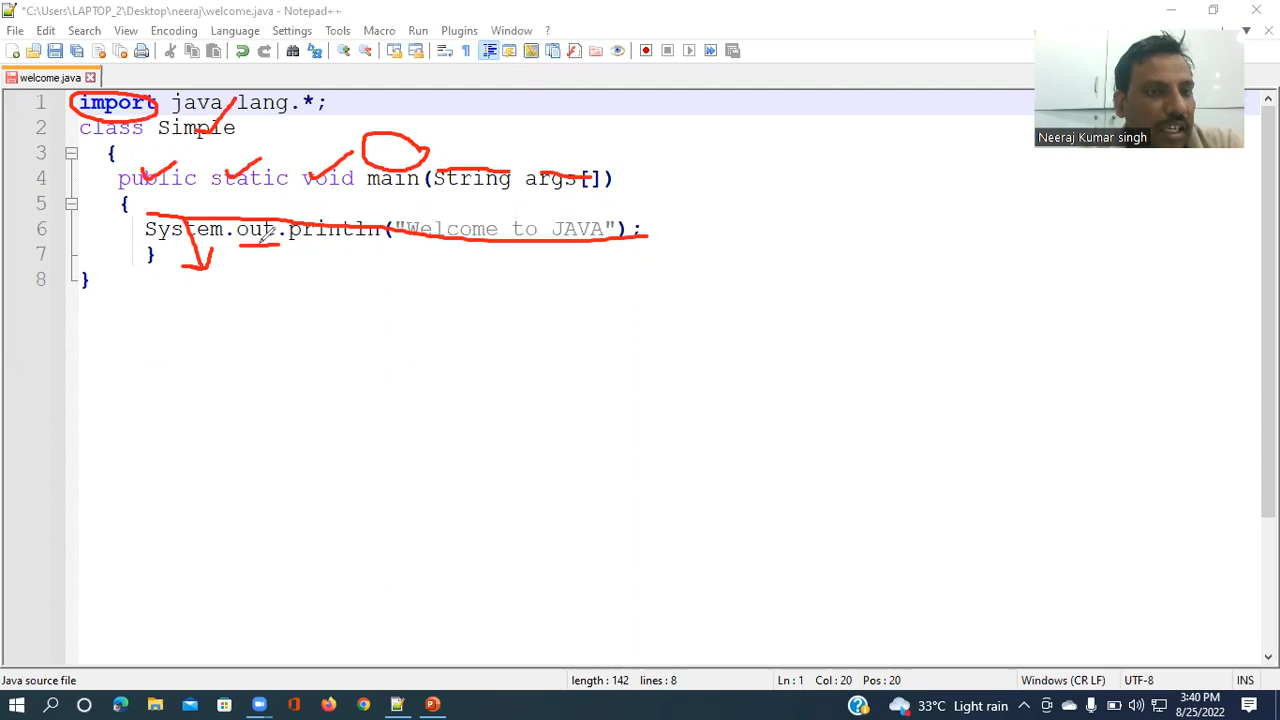 *C:\Users\LAPTOP_2\Desktop\neeraj\welcome.java - Notepad++
File Edit Search View Encoding Language Settings Tools Macro Run Plugins Window ?
welcome.java
Neeraj Kumar singh
1 import java.lang.*;
2 class Simple
3 {
4 public static void main(String args[])
5 {
6 System.out.println("Welcome to JAVA");
7 }
8 }
Java source file length : 142 lines : 8 Ln : 1 Col : 20 Pos : 20 Windows (CR LF) UTF-8 INS
33°C Light rain 3:40 PM
8/25/2022